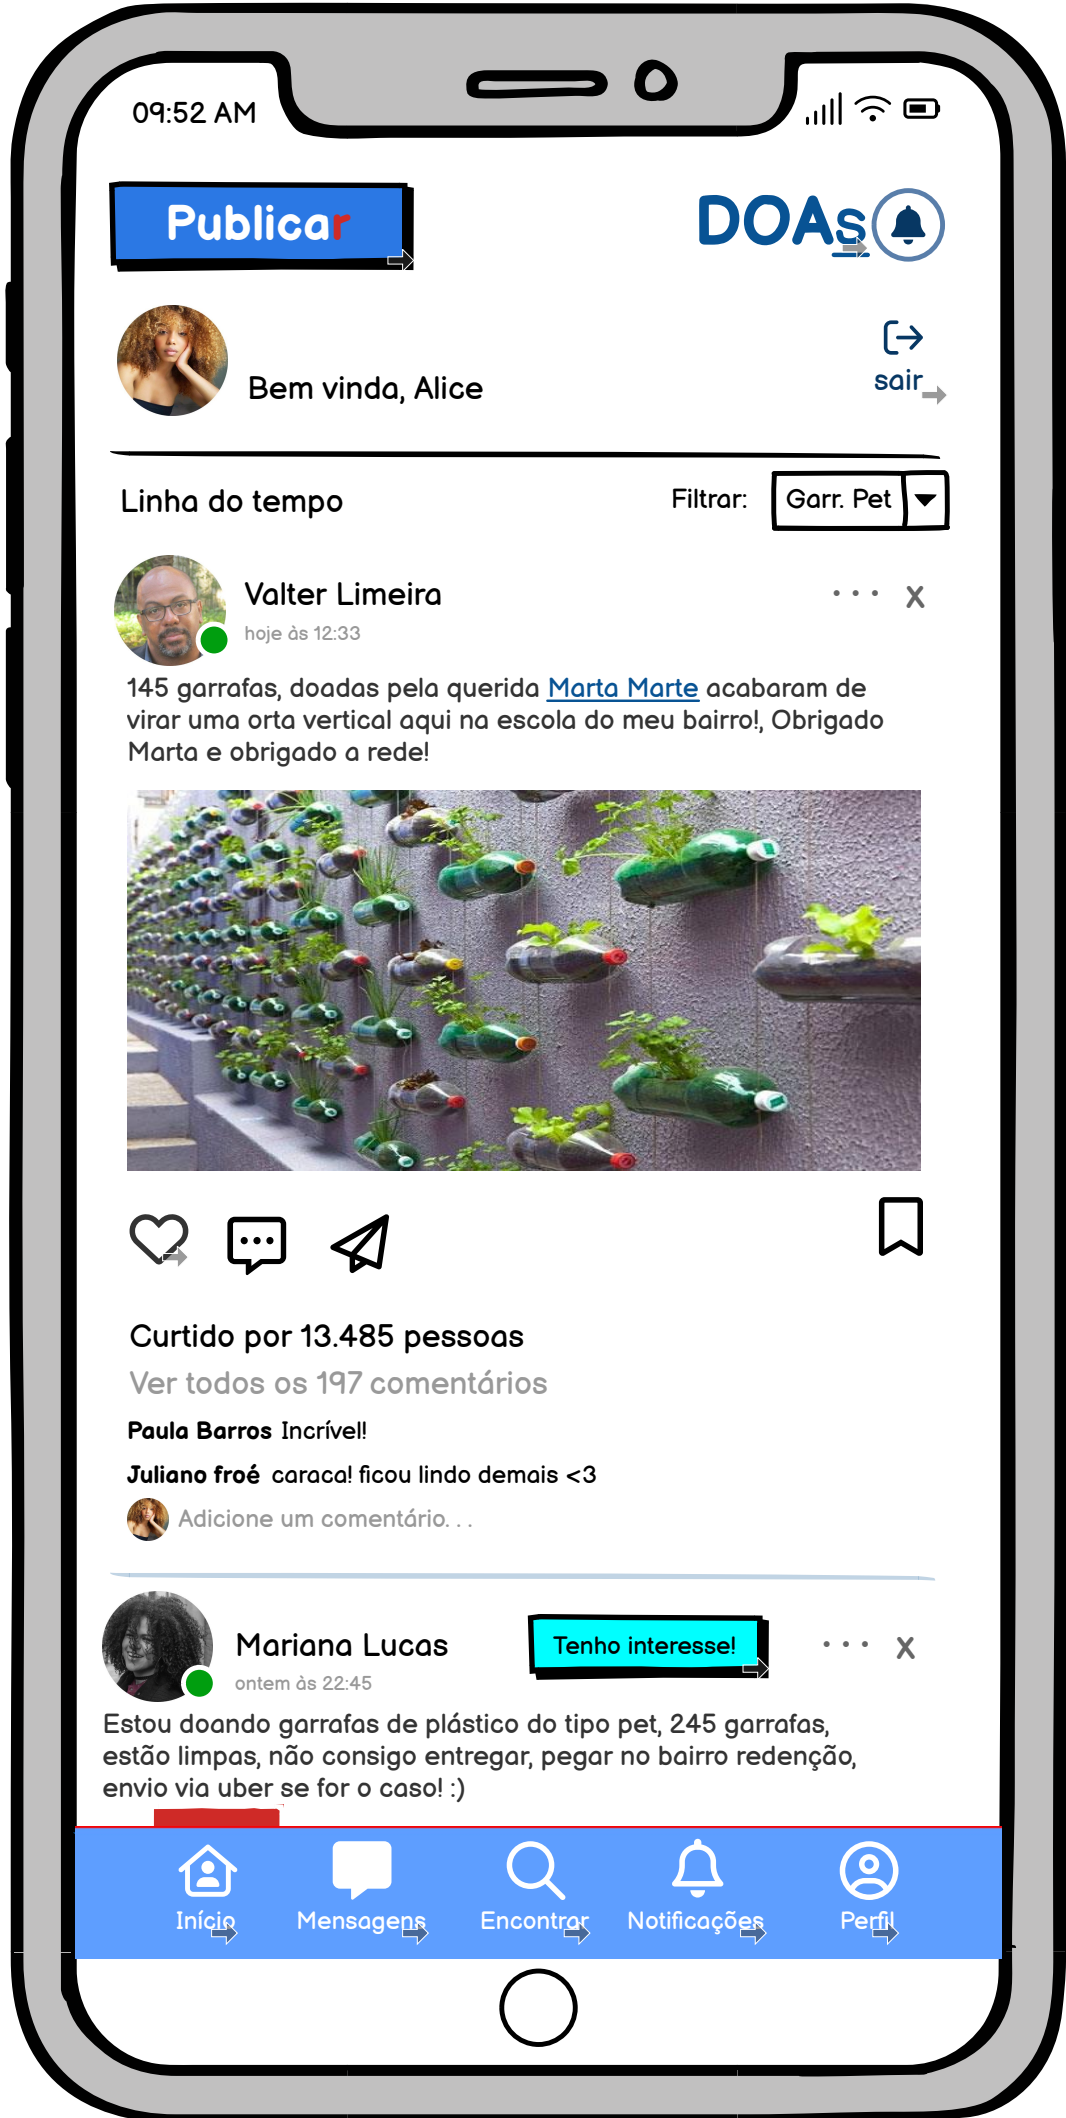 09:52 AM
Publicar
DOAs
Bem vinda, Alice
sair
Linha do tempo
Filtrar:
Garr. Pet
Valter Limeira
hoje às 12:33
145 garrafas, doadas pela querida Marta Marte acabaram de
virar uma orta vertical aqui na escola do meu bairro!, Obrigado
Marta e obrigado a rede!
Curtido por 13.485 pessoas
Ver todos os 197 comentários
Paula Barros Incrível!
Juliano froé caraca! ficou lindo demais <3
Adicione um comentário. . .
Mariana Lucas
Tenho interesse!
ontem às 22:45
Estou doando garrafas de plástico do tipo pet, 245 garrafas,
estão limpas, não consigo entregar, pegar no bairro redenção,
envio via uber se for o caso! :)
Início
Mensagens
Encontrar
Notificações
Perfil